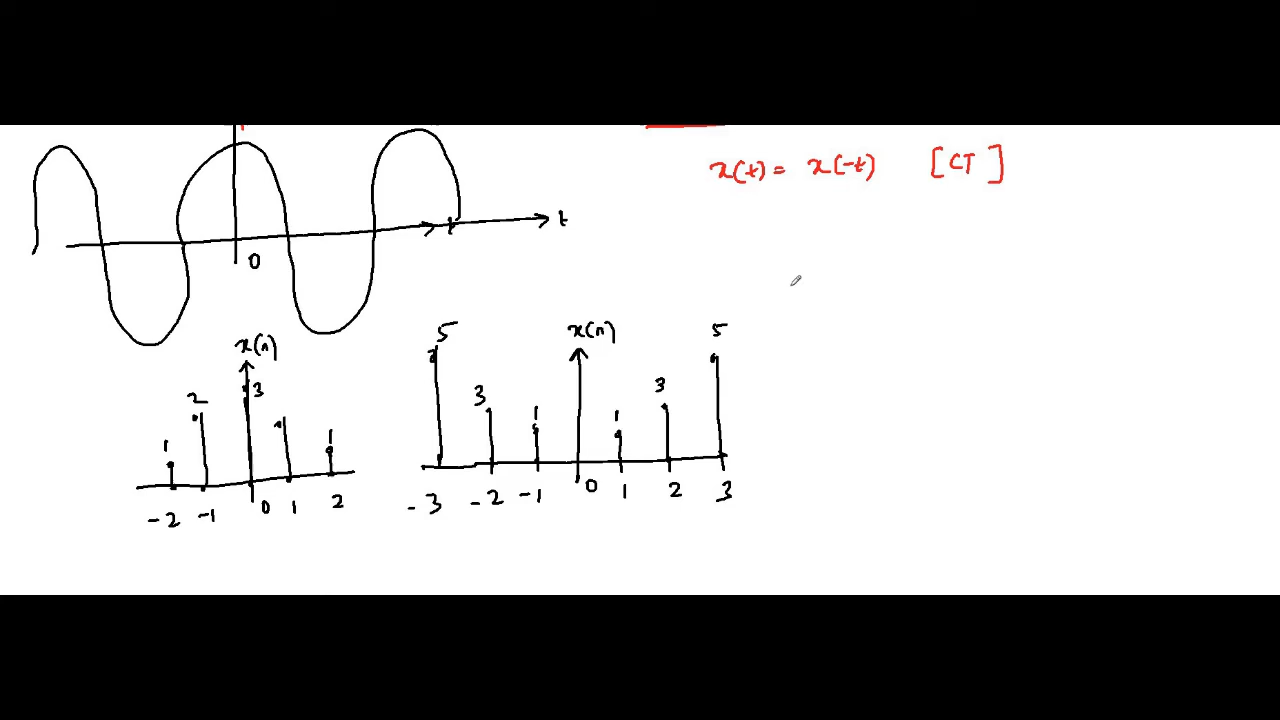 x(t) = x(-t) [CT]
t
0
x(n)
3
2
1
1
-2 -1 0 1 2
x(n)
5
3
1
1
3
5
-3 -2 -1 0 1 2 3